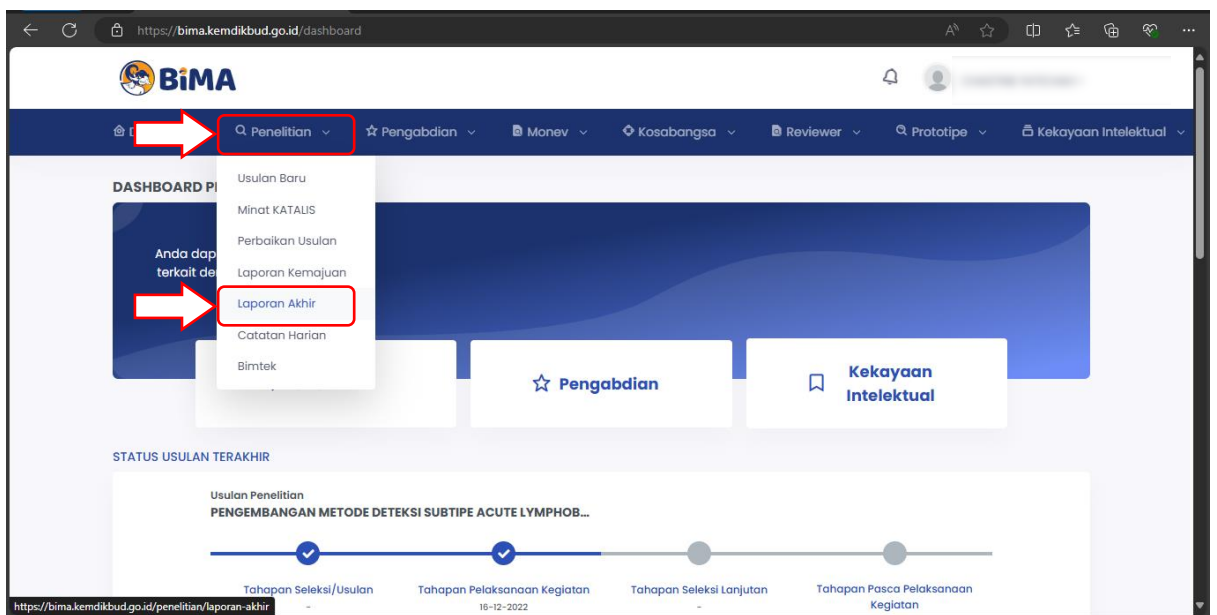 https://bima.kemdikbud.go.id/dashboard
BiMA
Penelitian
Pengabdian
Monev
Kosabangsa
Reviewer
Prototipe
Kekayaan Intelektual
Usulan Baru
Minat KATALIS
Perbaikan Usulan
Laporan Kemajuan
Laporan Akhir
Catatan Harian
Bimtek
DASHBOARD
Anda
terkait
Pengabdian
Kekayaan
Intelektual
STATUS USULAN TERAKHIR
Usulan Penelitian
PENGEMBANGAN METODE DETEKSI SUBTIPE ACUTE LYMPHOB...
Tahapan Seleksi/Usulan
-
Tahapan Pelaksanaan Kegiatan
16-12-2022
Tahapan Seleksi Lanjutan
-
Tahapan Pasca Pelaksanaan
Kegiatan
https://bima.kemdikbud.go.id/penelitian/laporan-akhir